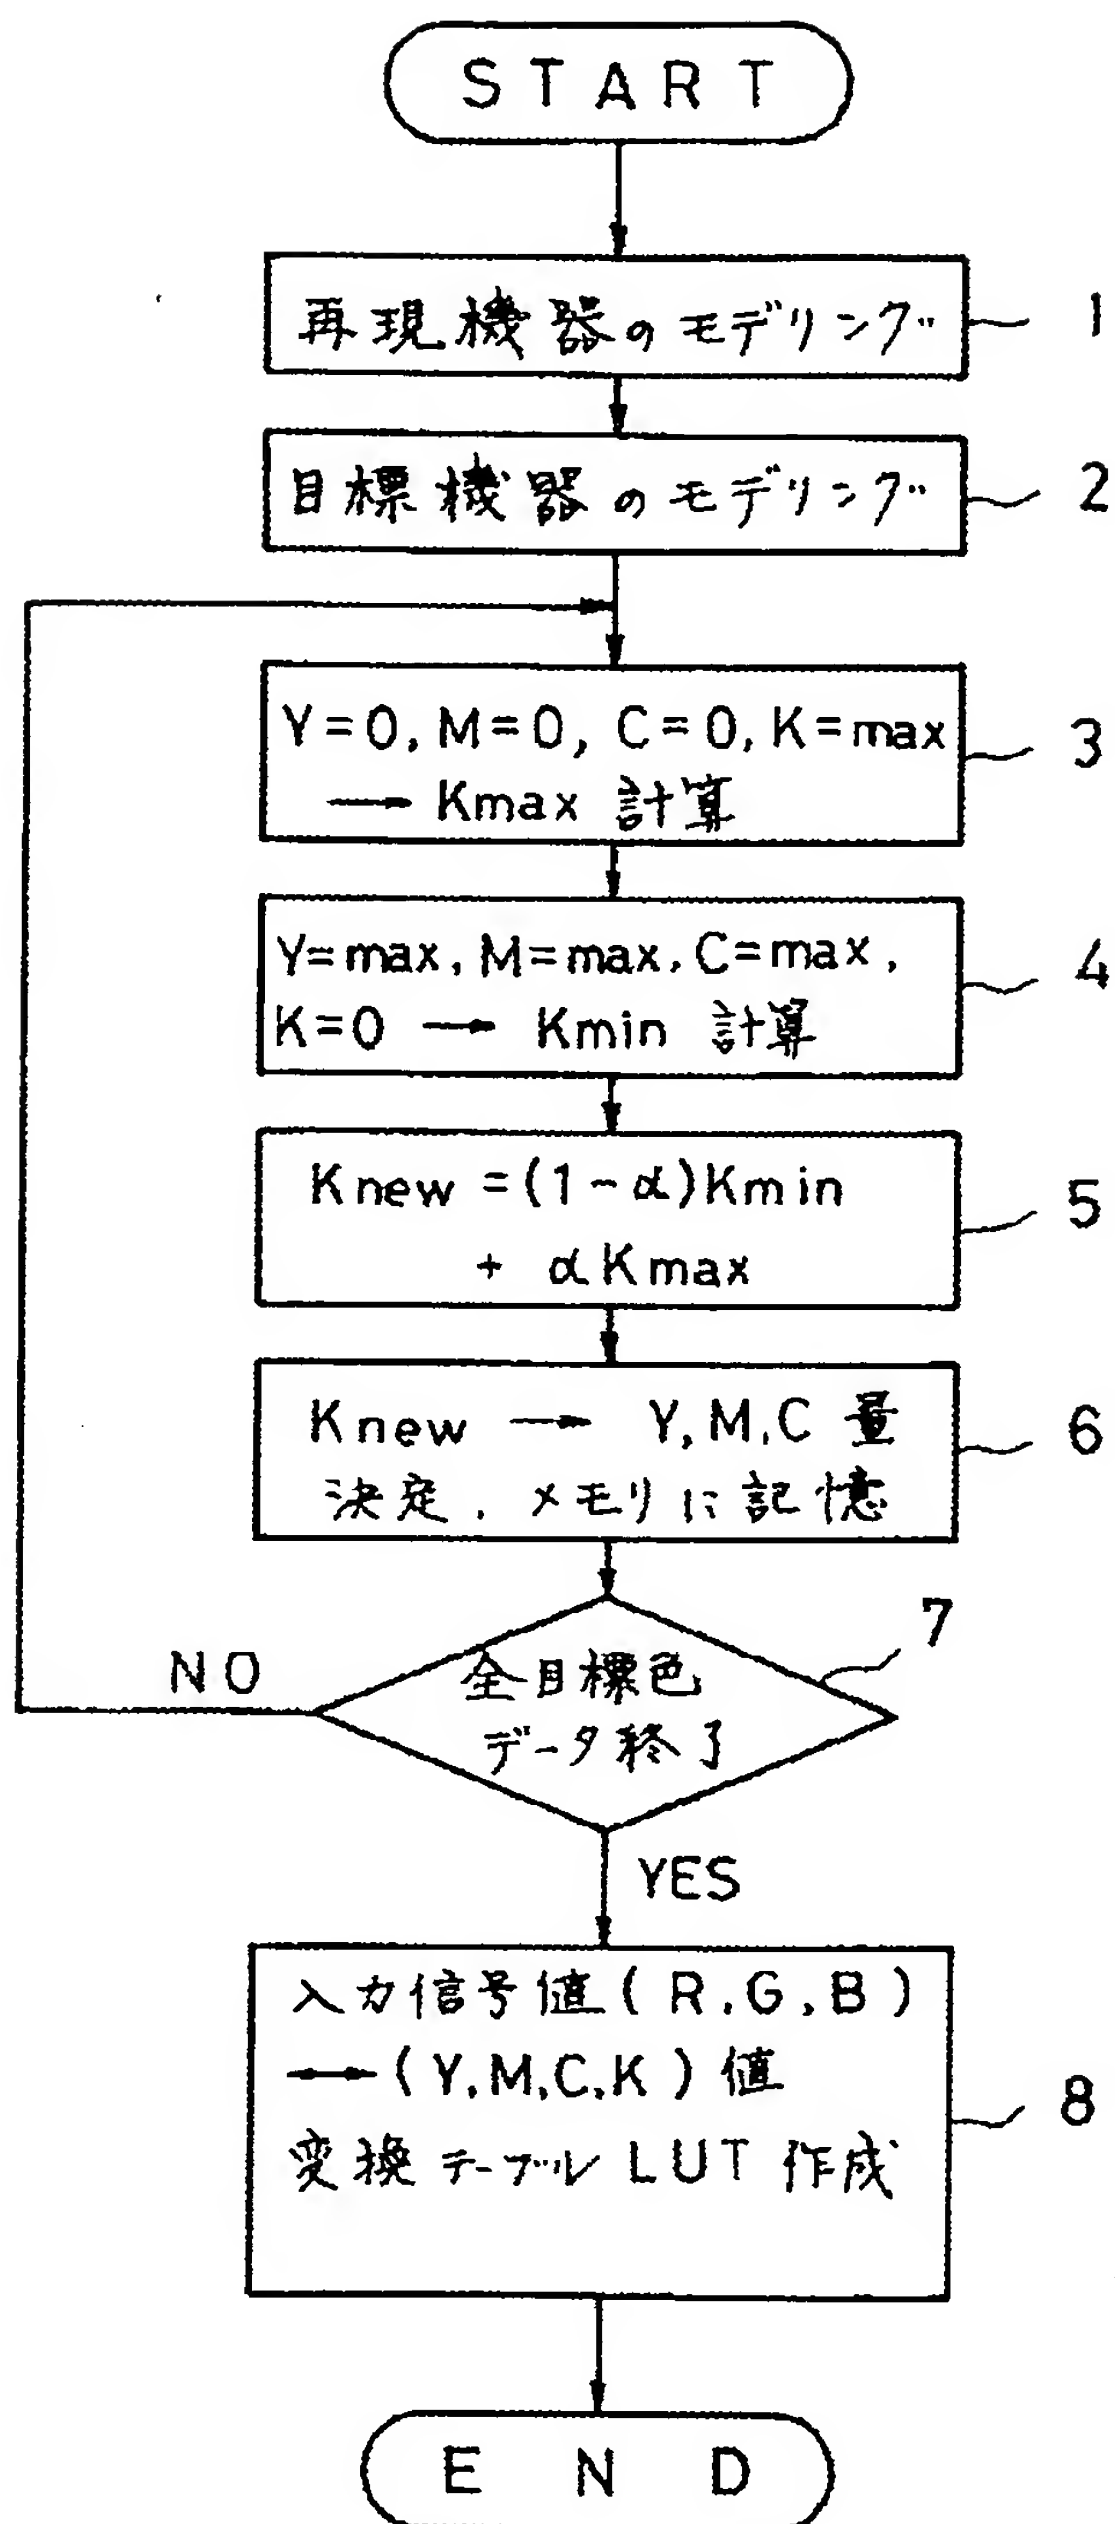 START
再現機器のモデリング
1
目標機器のモデリング
2
Y=0, M=0, C=0, K=max
→ Kmax 計算
3
Y=max, M=max, C=max,
K=0 → Kmin 計算
4
Knew =(1-α)Kmin
+ αKmax
5
Knew → Y,M,C 量
決定, メモリに記憶
6
7
全目標色
データ終了
NO
YES
入力信号値(R,G,B)
↔(Y,M,C,K)値
変換テーブル LUT 作成
8
END